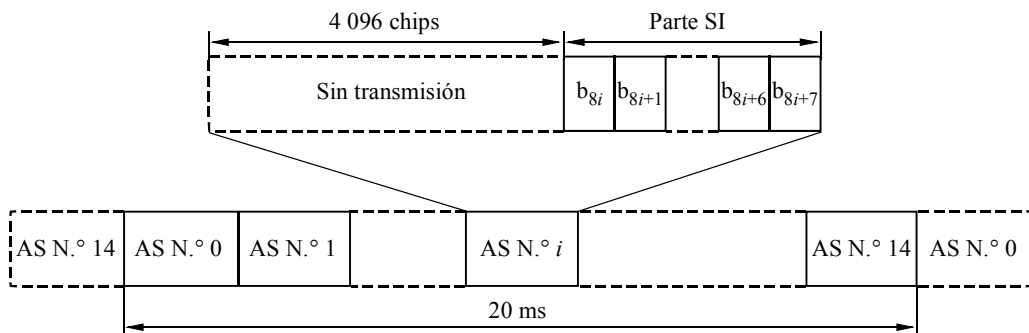 4 096 chips
Parte SI
Sin transmisión
b8i
b8i+1
b8i+6
b8i+7
AS N.° 14
AS N.° 0
AS N.° 1
AS N.° i
AS N.° 14
AS N.° 0
20 ms